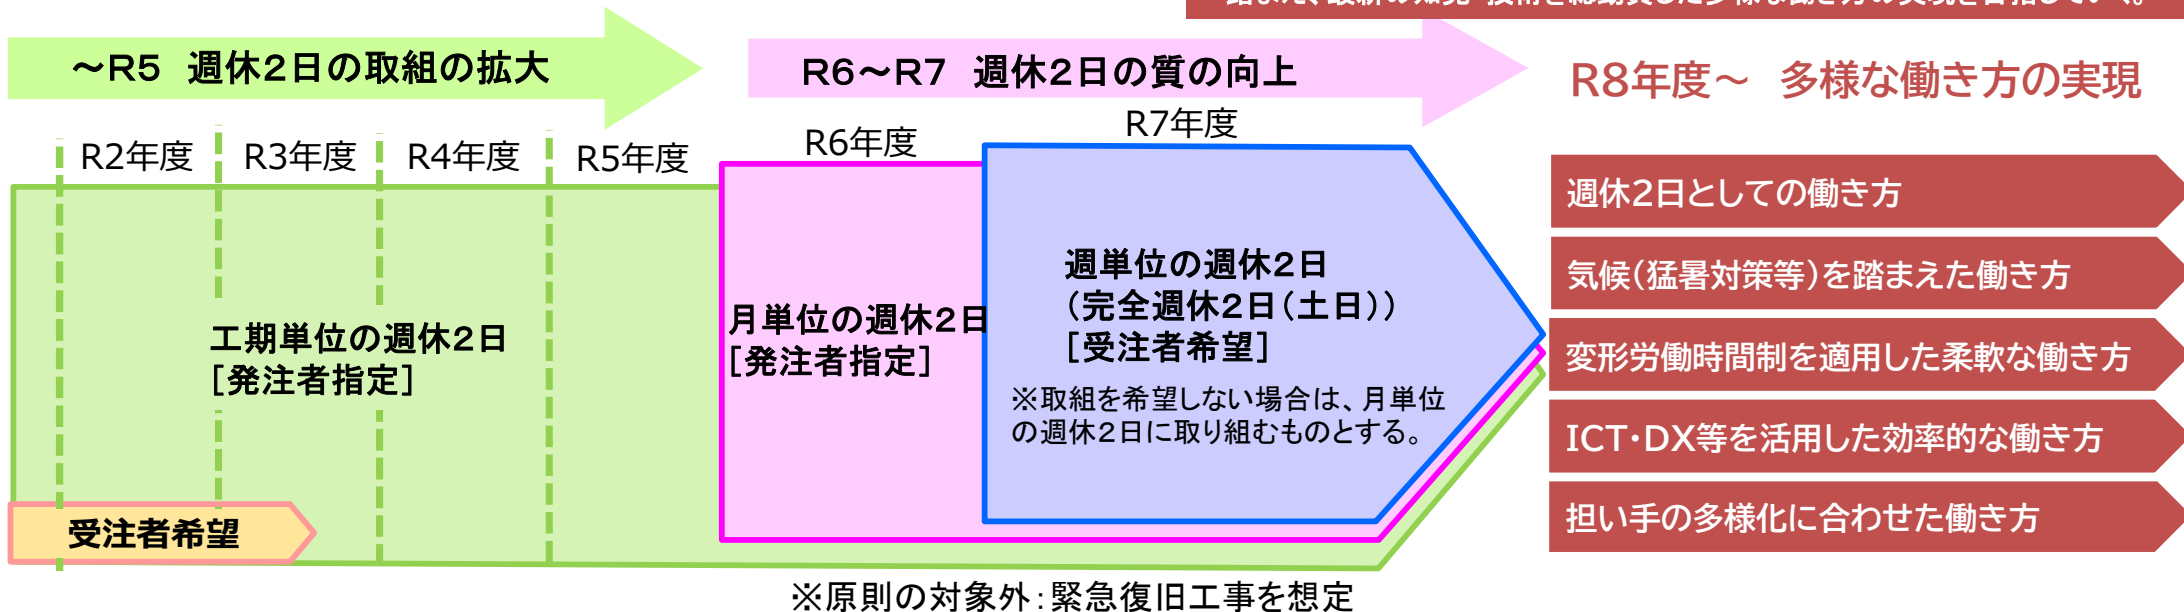 ～R5 週休2日の取組の拡大
R6～R7 週休2日の質の向上
R8年度～ 多様な働き方の実現
R2年度
R3年度
R4年度
R5年度
R6年度
R7年度
工期単位の週休2日
[発注者指定]
受注者希望
月単位の週休2日
[発注者指定]
週単位の週休2日
(完全週休2日(土日))
[受注者希望]
※取組を希望しない場合は、月単位
の週休2日に取り組むものとする。
週休2日としての働き方
気候(猛暑対策等)を踏まえた働き方
変形労働時間制を適用した柔軟な働き方
ICT・DX等を活用した効率的な働き方
担い手の多様化に合わせた働き方
※原則の対象外：緊急復旧工事を想定